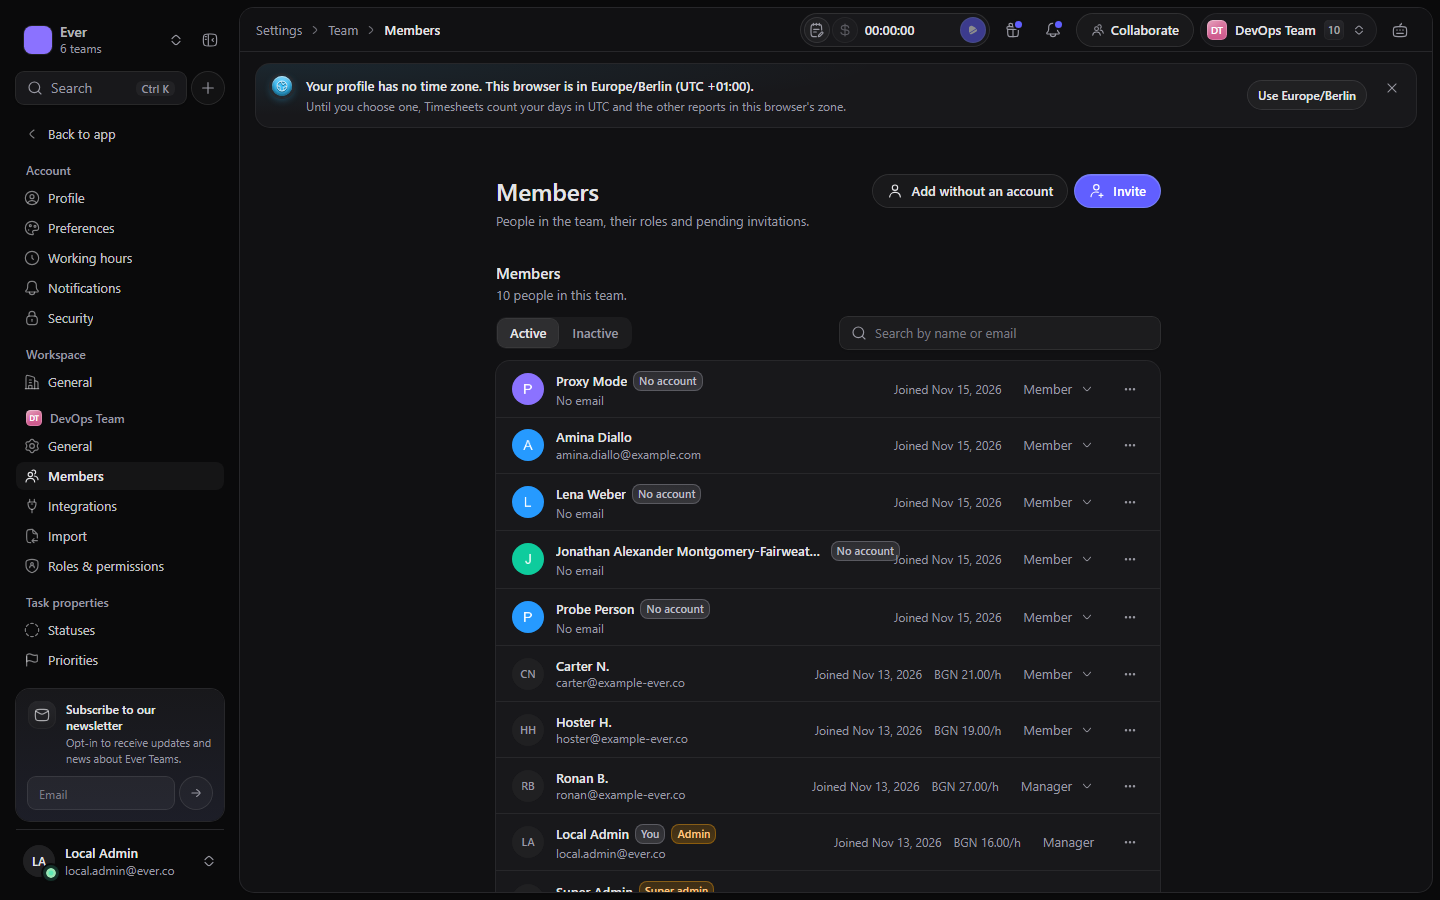 Ever
6 teams
Search
Ctrl K
Back to app
Account
Profile
Preferences
Working hours
Notifications
Security
Workspace
General
DT
DevOps Team
General
Members
Integrations
Import
Roles & permissions
Task properties
Statuses
Priorities
Subscribe to our
newsletter
Opt-in to receive updates and
news about Ever Teams.
Email
LA
Local Admin
local.admin@ever.co
Settings
Team
Members
00:00:00
Collaborate
DT
DevOps Team
10
Your profile has no time zone. This browser is in Europe/Berlin (UTC +01:00).
Until you choose one, Timesheets count your days in UTC and the other reports in this browser's zone.
Use Europe/Berlin
Members
People in the team, their roles and pending invitations.
Add without an account
Invite
Members
10 people in this team.
Active
Inactive
Search by name or email
P
Proxy Mode
No account
No email
Joined Nov 15, 2026
Member
A
Amina Diallo
amina.diallo@example.com
Joined Nov 15, 2026
Member
L
Lena Weber
No account
No email
Joined Nov 15, 2026
Member
J
Jonathan Alexander Montgomery-Fairweat...
No account
No email
Joined Nov 15, 2026
Member
P
Probe Person
No account
No email
Joined Nov 15, 2026
Member
CN
Carter N.
carter@example-ever.co
Joined Nov 13, 2026
BGN 21.00/h
Member
HH
Hoster H.
hoster@example-ever.co
Joined Nov 13, 2026
BGN 19.00/h
Member
RB
Ronan B.
ronan@example-ever.co
Joined Nov 13, 2026
BGN 27.00/h
Manager
LA
Local Admin
You
Admin
local.admin@ever.co
Joined Nov 13, 2026
BGN 16.00/h
Manager
Super Admin
Super admin